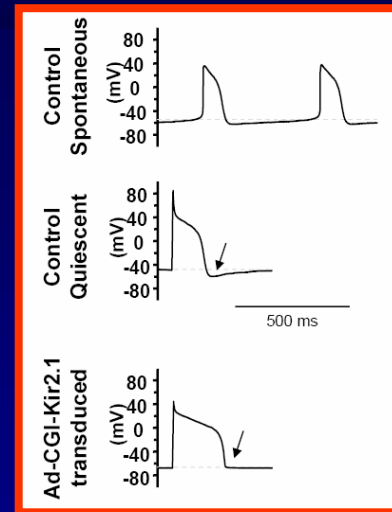 Control
Spontaneous
(mV)
80
40
0
-40
-80
Control
Quiescent
(mV)
80
40
0
-40
-80
500 ms
Ad-CGI-Kir2.1
transduced
(mV)
80
40
0
-40
-80